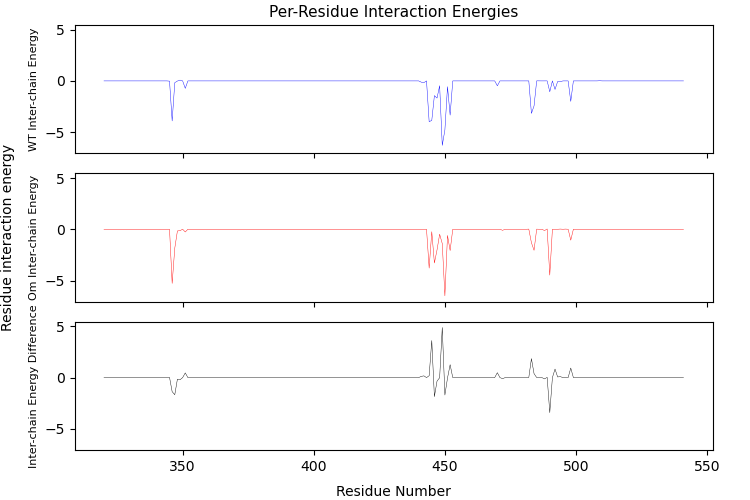 Per-Residue Interaction Energies
Residue interaction energy
WT Inter-chain Energy
5
0
−5
Om Inter-chain Energy
5
0
−5
Inter-chain Energy Difference
5
0
−5
350
400
450
500
550
Residue Number